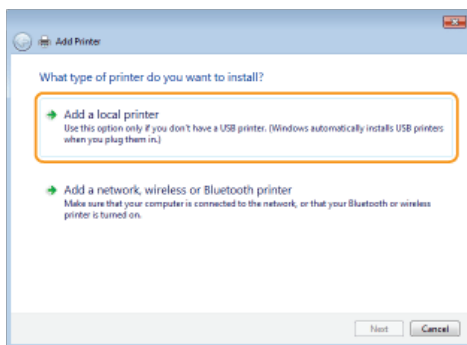 Add Printer
What type of printer do you want to install?
Add a local printer
Use this option only if you don't have a USB printer. (Windows automatically installs USB printers
when you plug them in.)
Add a network, wireless or Bluetooth printer
Make sure that your computer is connected to the network, or that your Bluetooth or wireless
printer is turned on.
Next Cancel